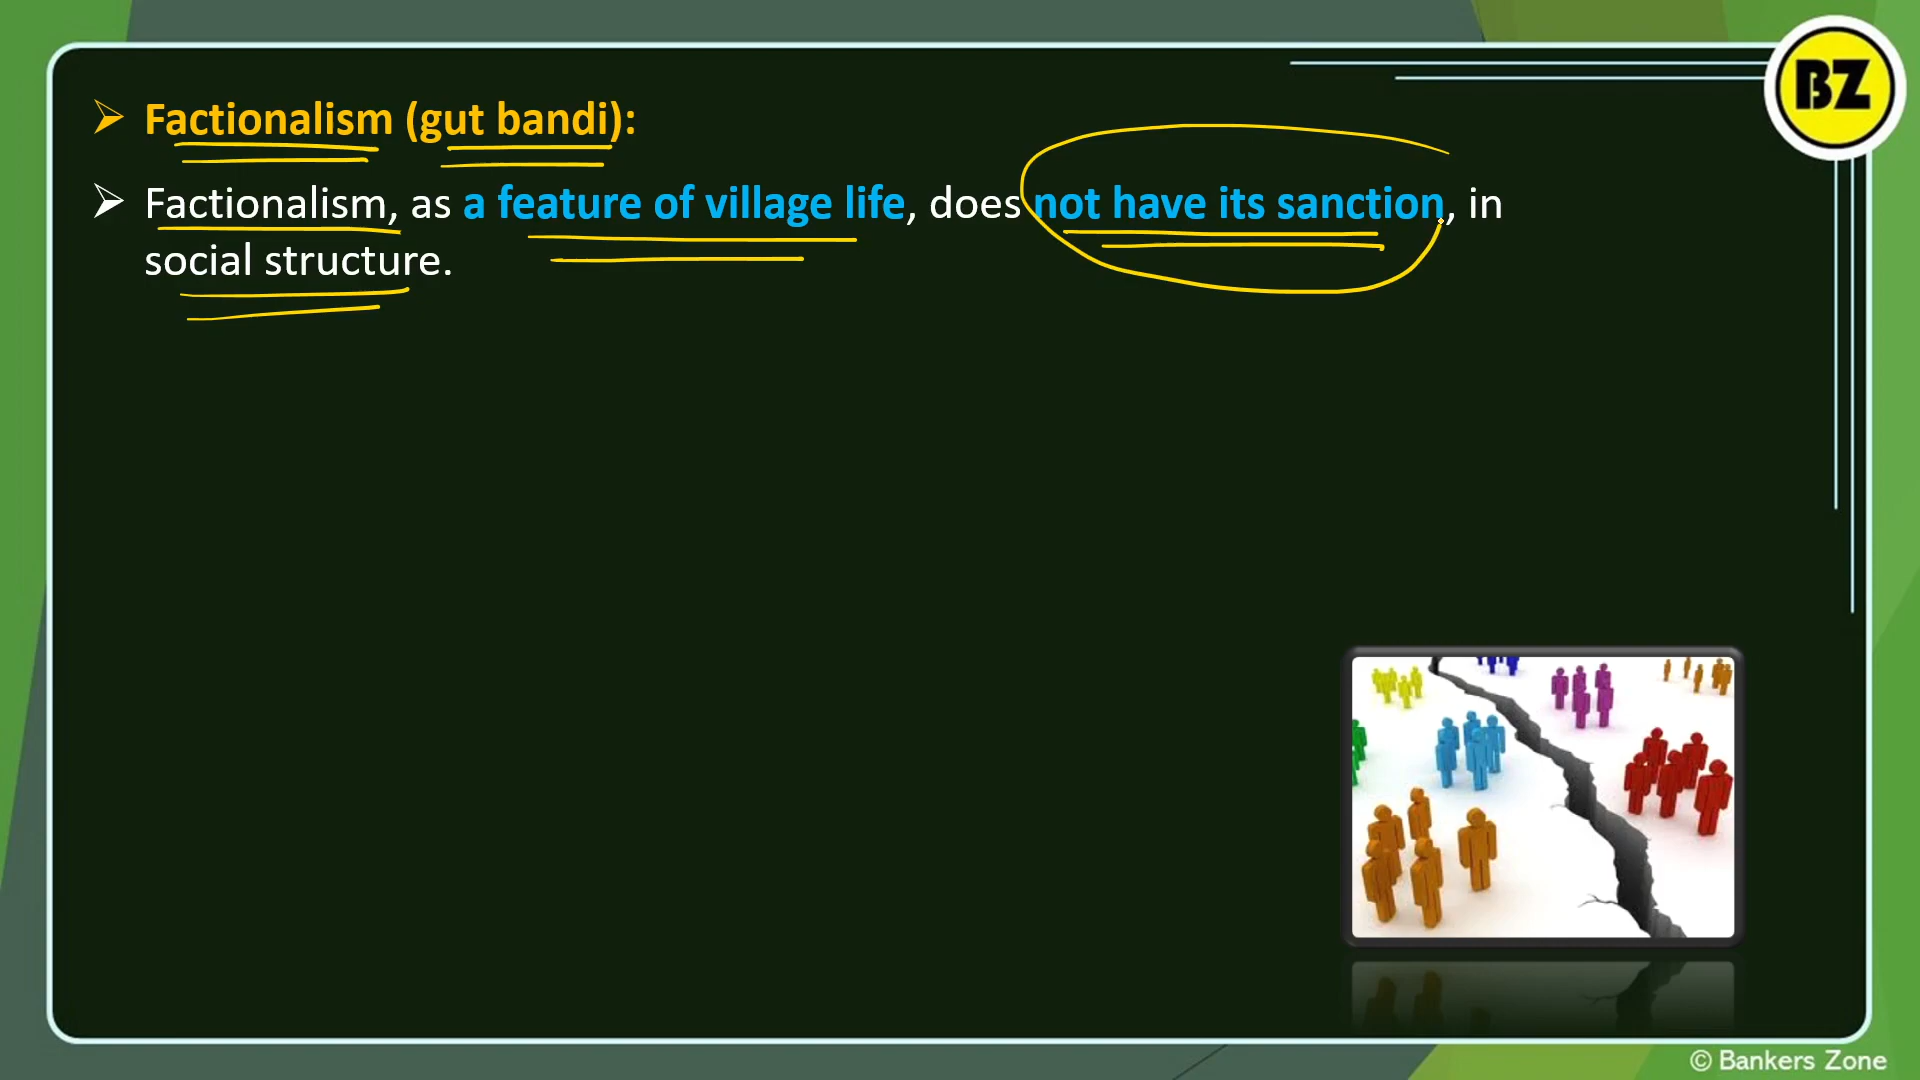 BZ
Factionalism (gut bandi):
Factionalism, as a feature of village life, does not have its sanction, in
social structure.
© Bankers Zone